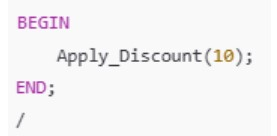 BEGIN
    Apply_Discount(10);
END;
/